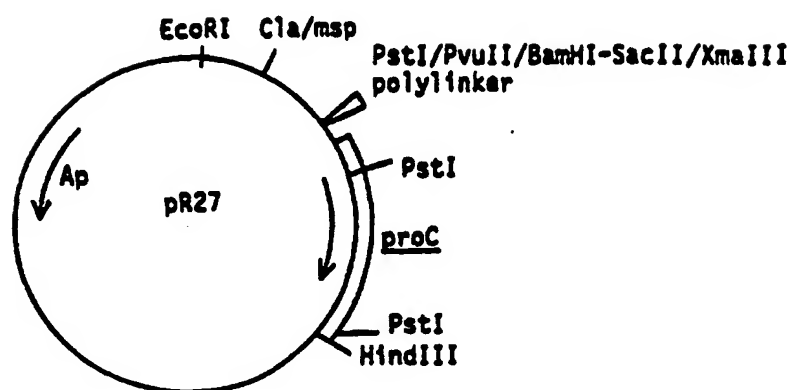 EcoRI
Cla/msp
PstI/PvuII/BamHI-SacII/XmaIII
polylinker
PstI
Ap
pR27
proC
PstI
HindIII